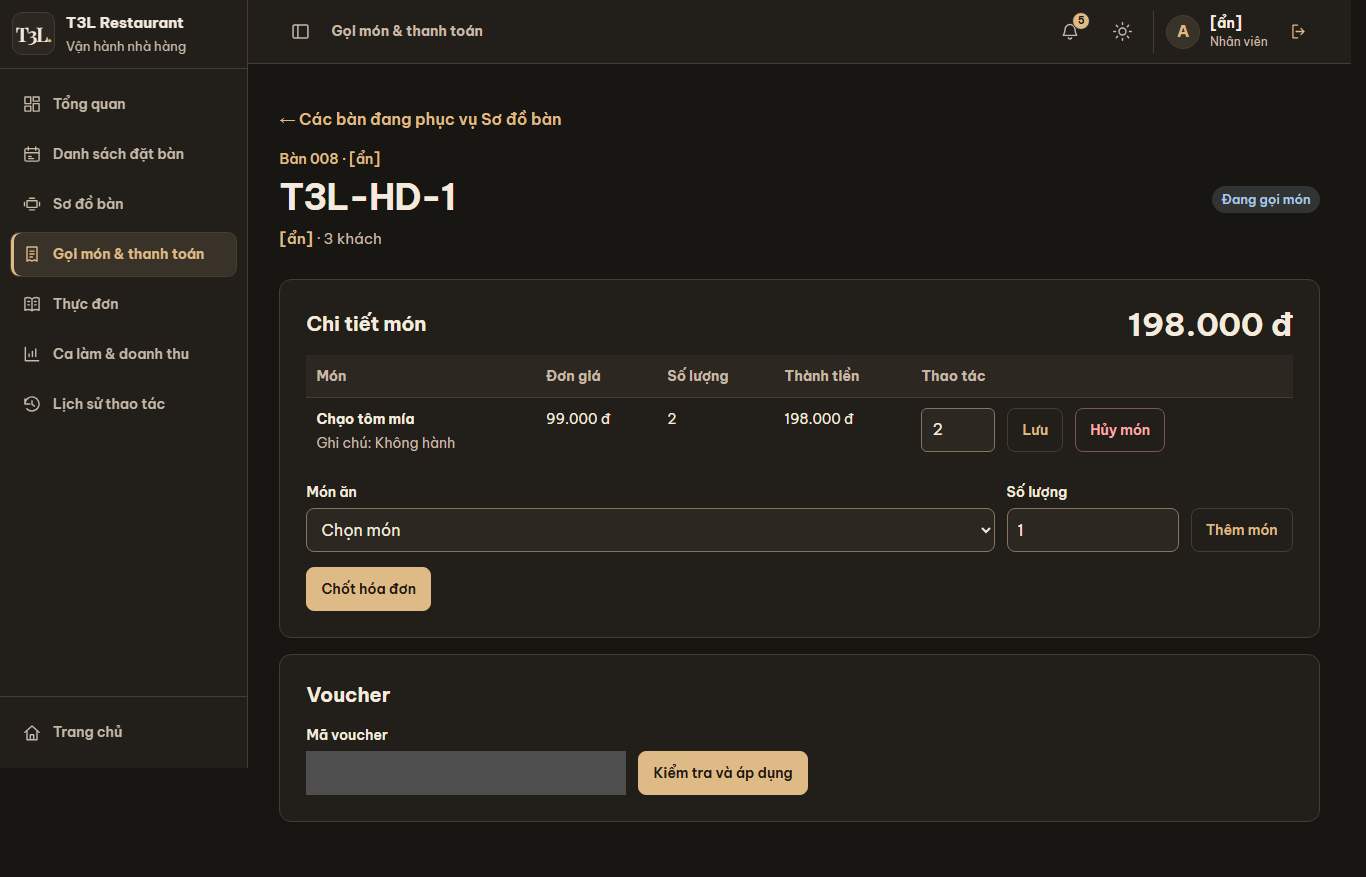 T3L
T3L Restaurant
Vận hành nhà hàng
Tổng quan
Danh sách đặt bàn
Sơ đồ bàn
Gọi món & thanh toán
Thực đơn
Ca làm & doanh thu
Lịch sử thao tác
Trang chủ
Gọi món & thanh toán
5
A
[ẩn]
Nhân viên
← Các bàn đang phục vụ Sơ đồ bàn
Bàn 008 · [ẩn]
T3L-HD-1
Đang gọi món
[ẩn] · 3 khách
Chi tiết món
198.000 đ
Món Đơn giá Số lượng Thành tiền Thao tác
Chạo tôm mía 99.000 đ 2 198.000 đ 2 Lưu Hủy món
Ghi chú: Không hành
Món ăn Số lượng
Chọn món 1 Thêm món
Chốt hóa đơn
Voucher
Mã voucher
Kiểm tra và áp dụng